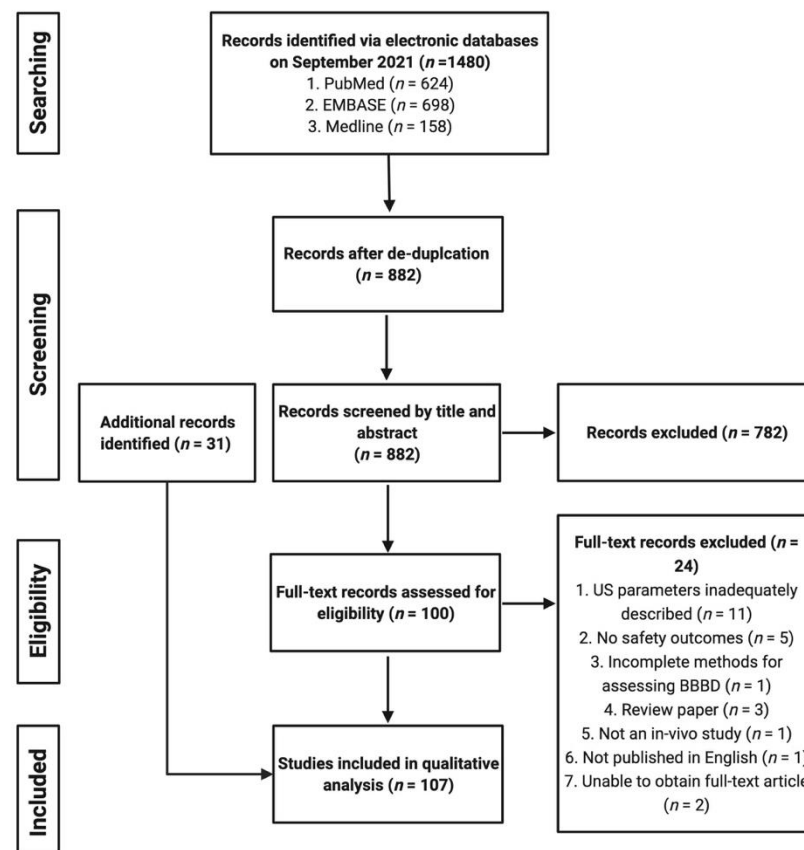 Searching
Records identified via electronic databases
on September 2021 (n =1480)
1. PubMed (n = 624)
2. EMBASE (n = 698)
3. Medline (n = 158)
Screening
Records after de-duplcation
(n = 882)
Additional records
identified (n = 31)
Records screened by title and
abstract
(n = 882)
Records excluded (n = 782)
Eligibility
Full-text records assessed for
eligibility (n = 100)
Full-text records excluded (n =
24)
1. US parameters inadequately
described (n = 11)
2. No safety outcomes (n = 5)
3. Incomplete methods for
assessing BBBD (n = 1)
4. Review paper (n = 3)
5. Not an in-vivo study (n = 1)
6. Not published in English (n = 1)
7. Unable to obtain full-text article
(n = 2)
Included
Studies included in qualitative
analysis (n = 107)